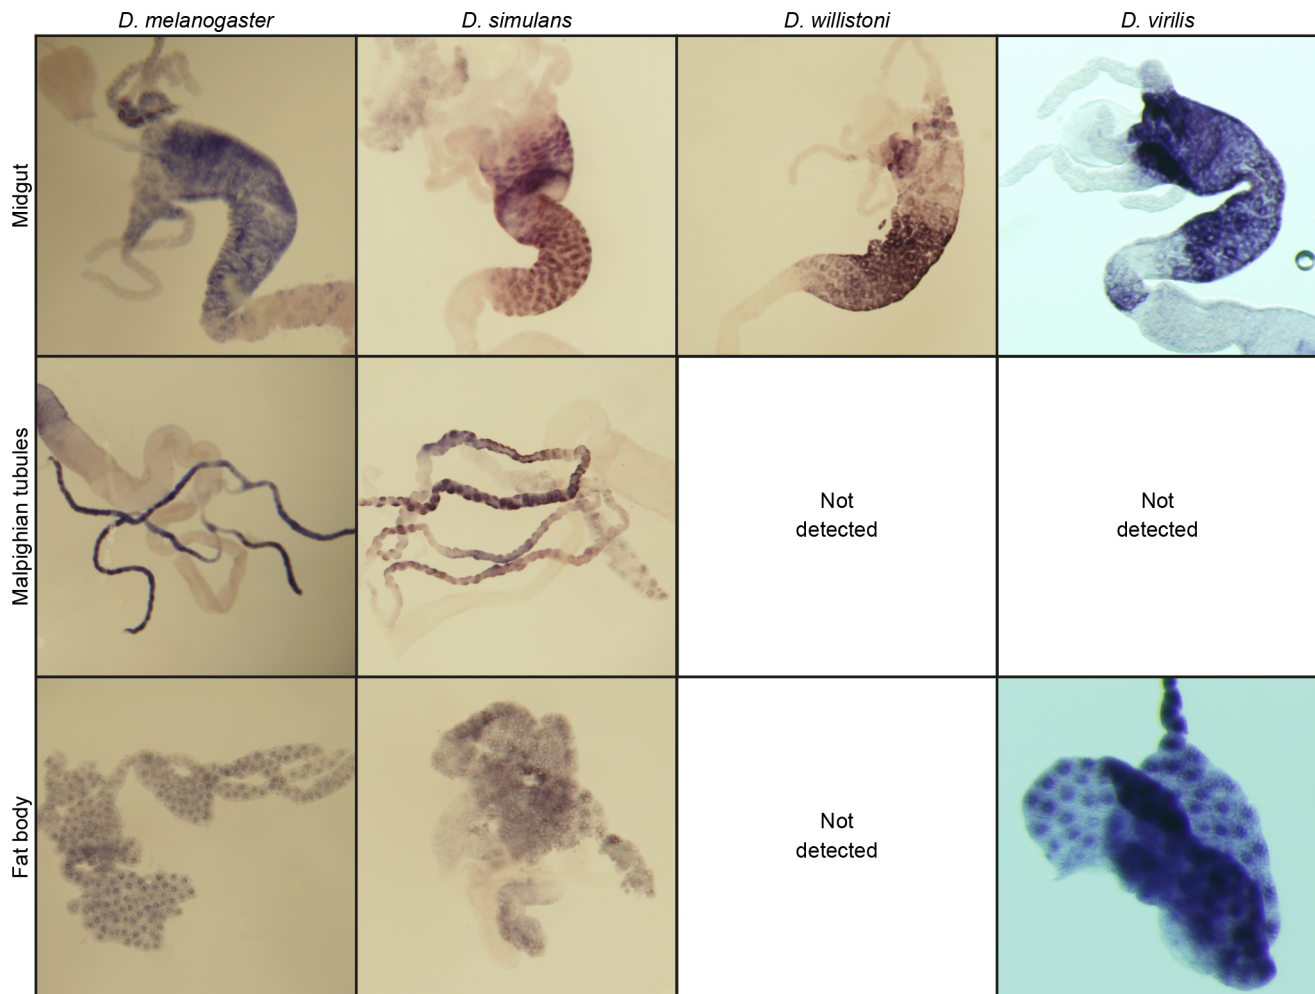 D. melanogaster
D. simulans
D. willistoni
D. virilis
Midgut
Malpighian tubules
Not
detected
Not
detected
Fat body
Not
detected